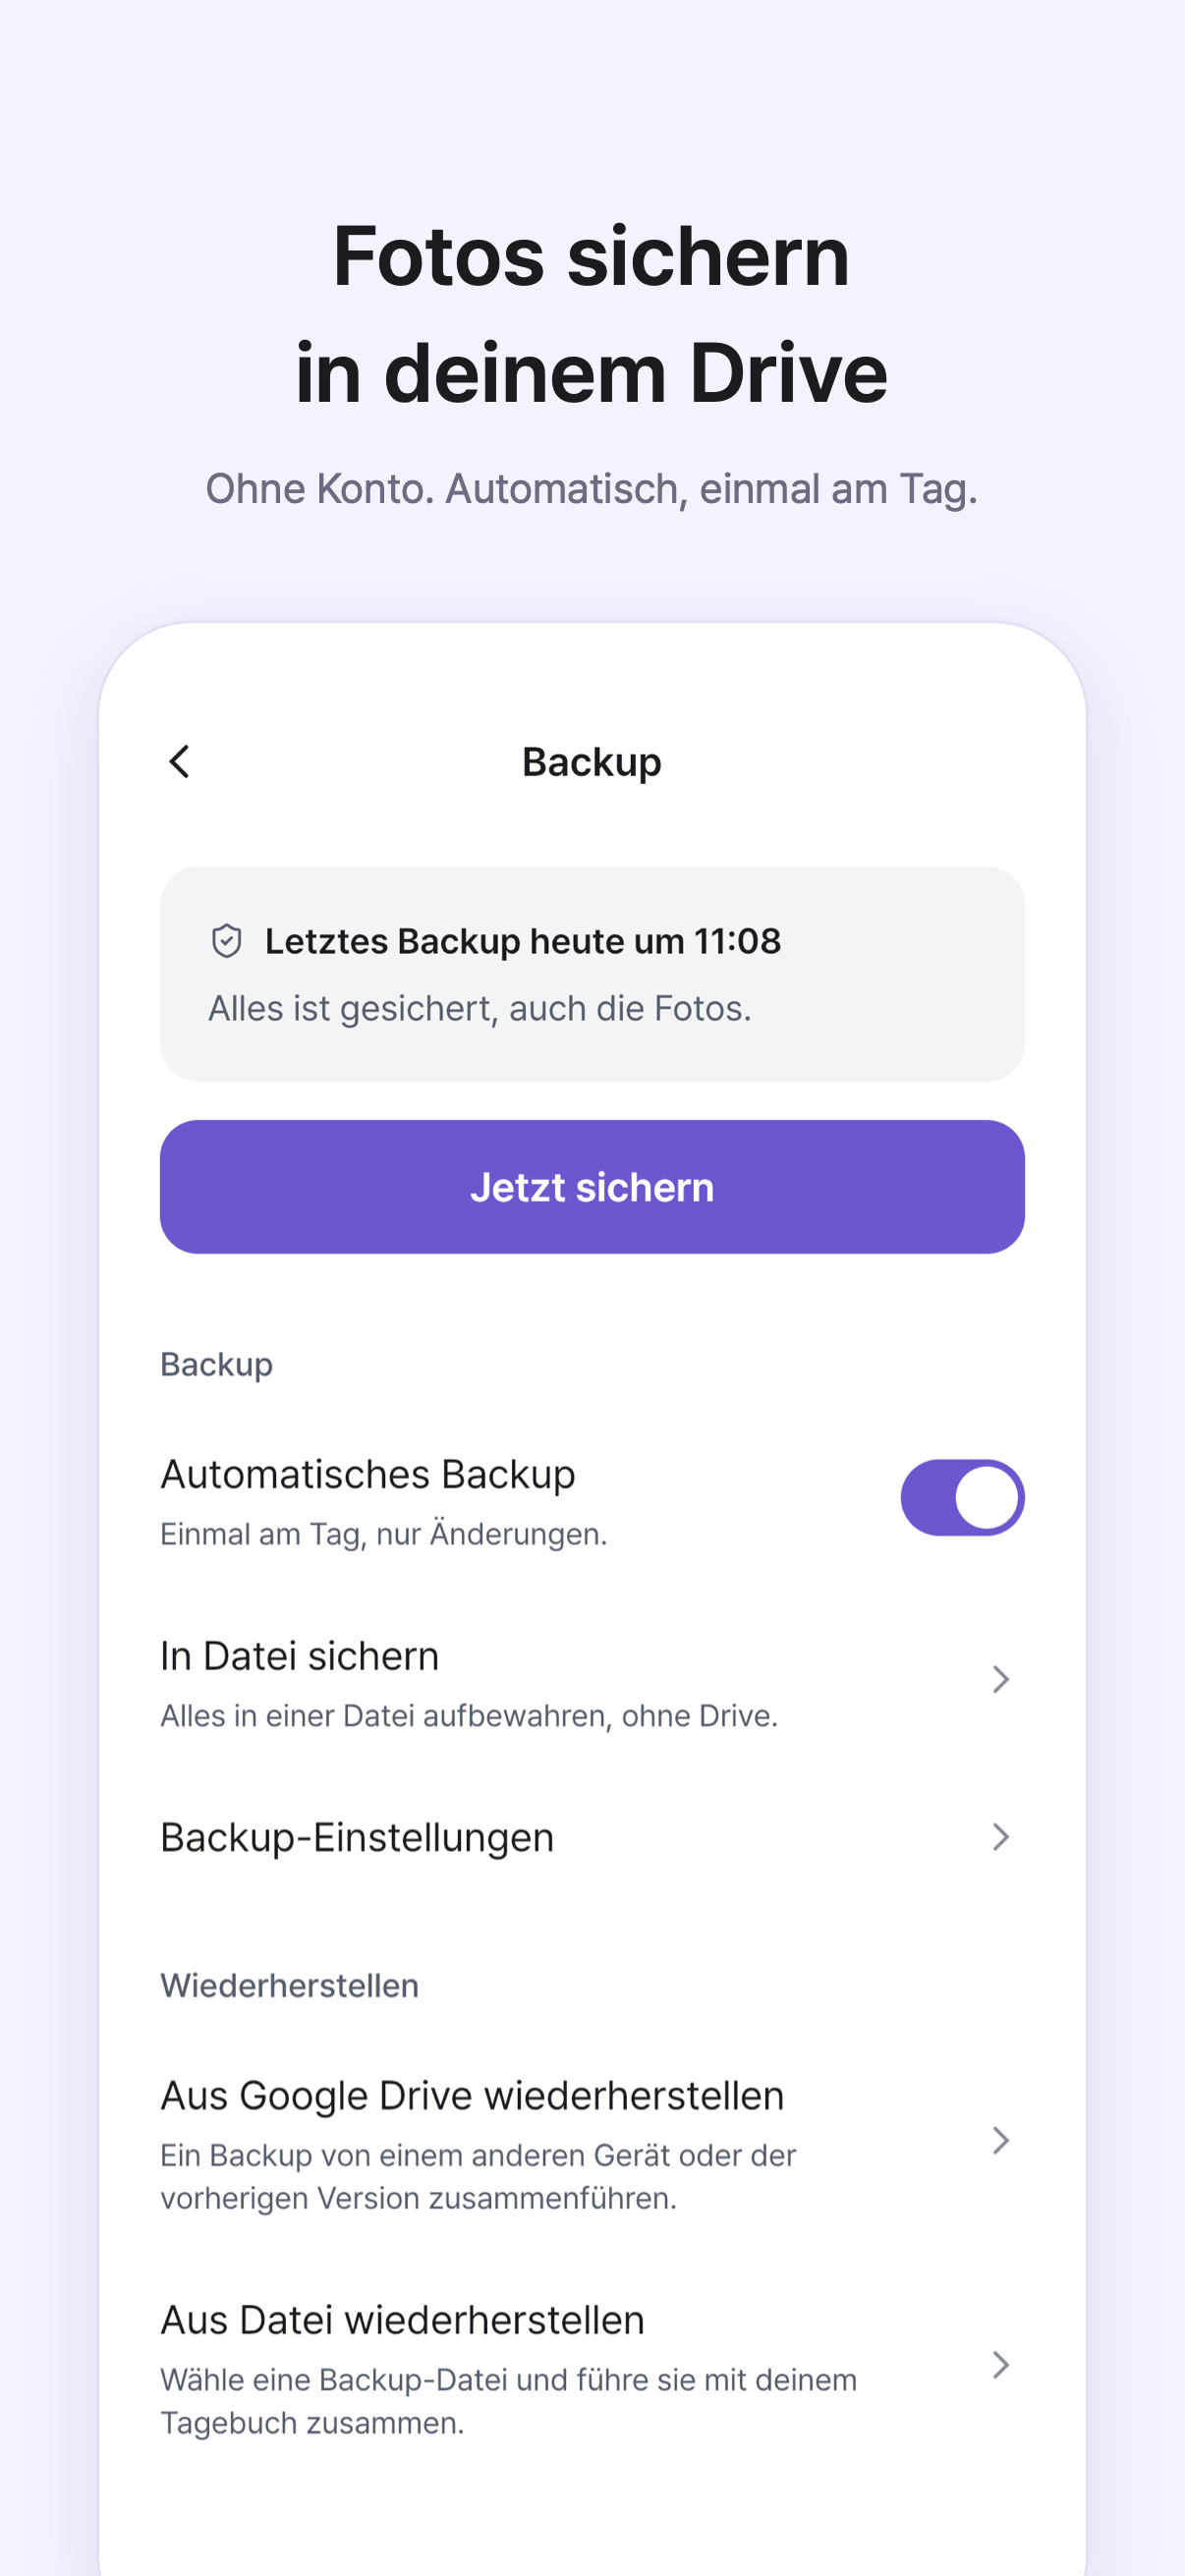 Fotos sichern
in deinem Drive
Ohne Konto. Automatisch, einmal am Tag.
Backup
Letztes Backup heute um 11:08
Alles ist gesichert, auch die Fotos.
Jetzt sichern
Backup
Automatisches Backup
Einmal am Tag, nur Änderungen.
In Datei sichern
Alles in einer Datei aufbewahren, ohne Drive.
Backup-Einstellungen
Wiederherstellen
Aus Google Drive wiederherstellen
Ein Backup von einem anderen Gerät oder der
vorherigen Version zusammenführen.
Aus Datei wiederherstellen
Wähle eine Backup-Datei und führe sie mit deinem
Tagebuch zusammen.